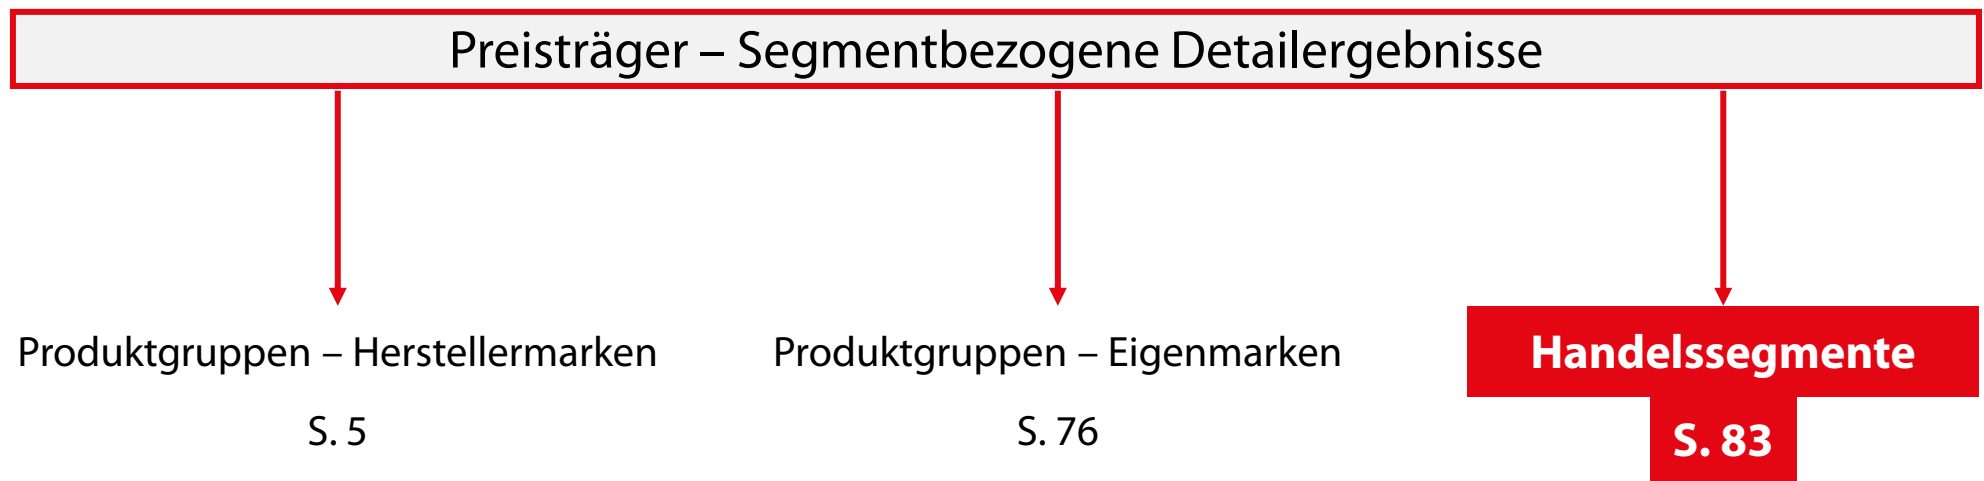 Preisträger – Segmentbezogene Detailergebnisse
Produktgruppen – Herstellermarken
S. 5
Produktgruppen – Eigenmarken
S. 76
Handelssegmente
S. 83